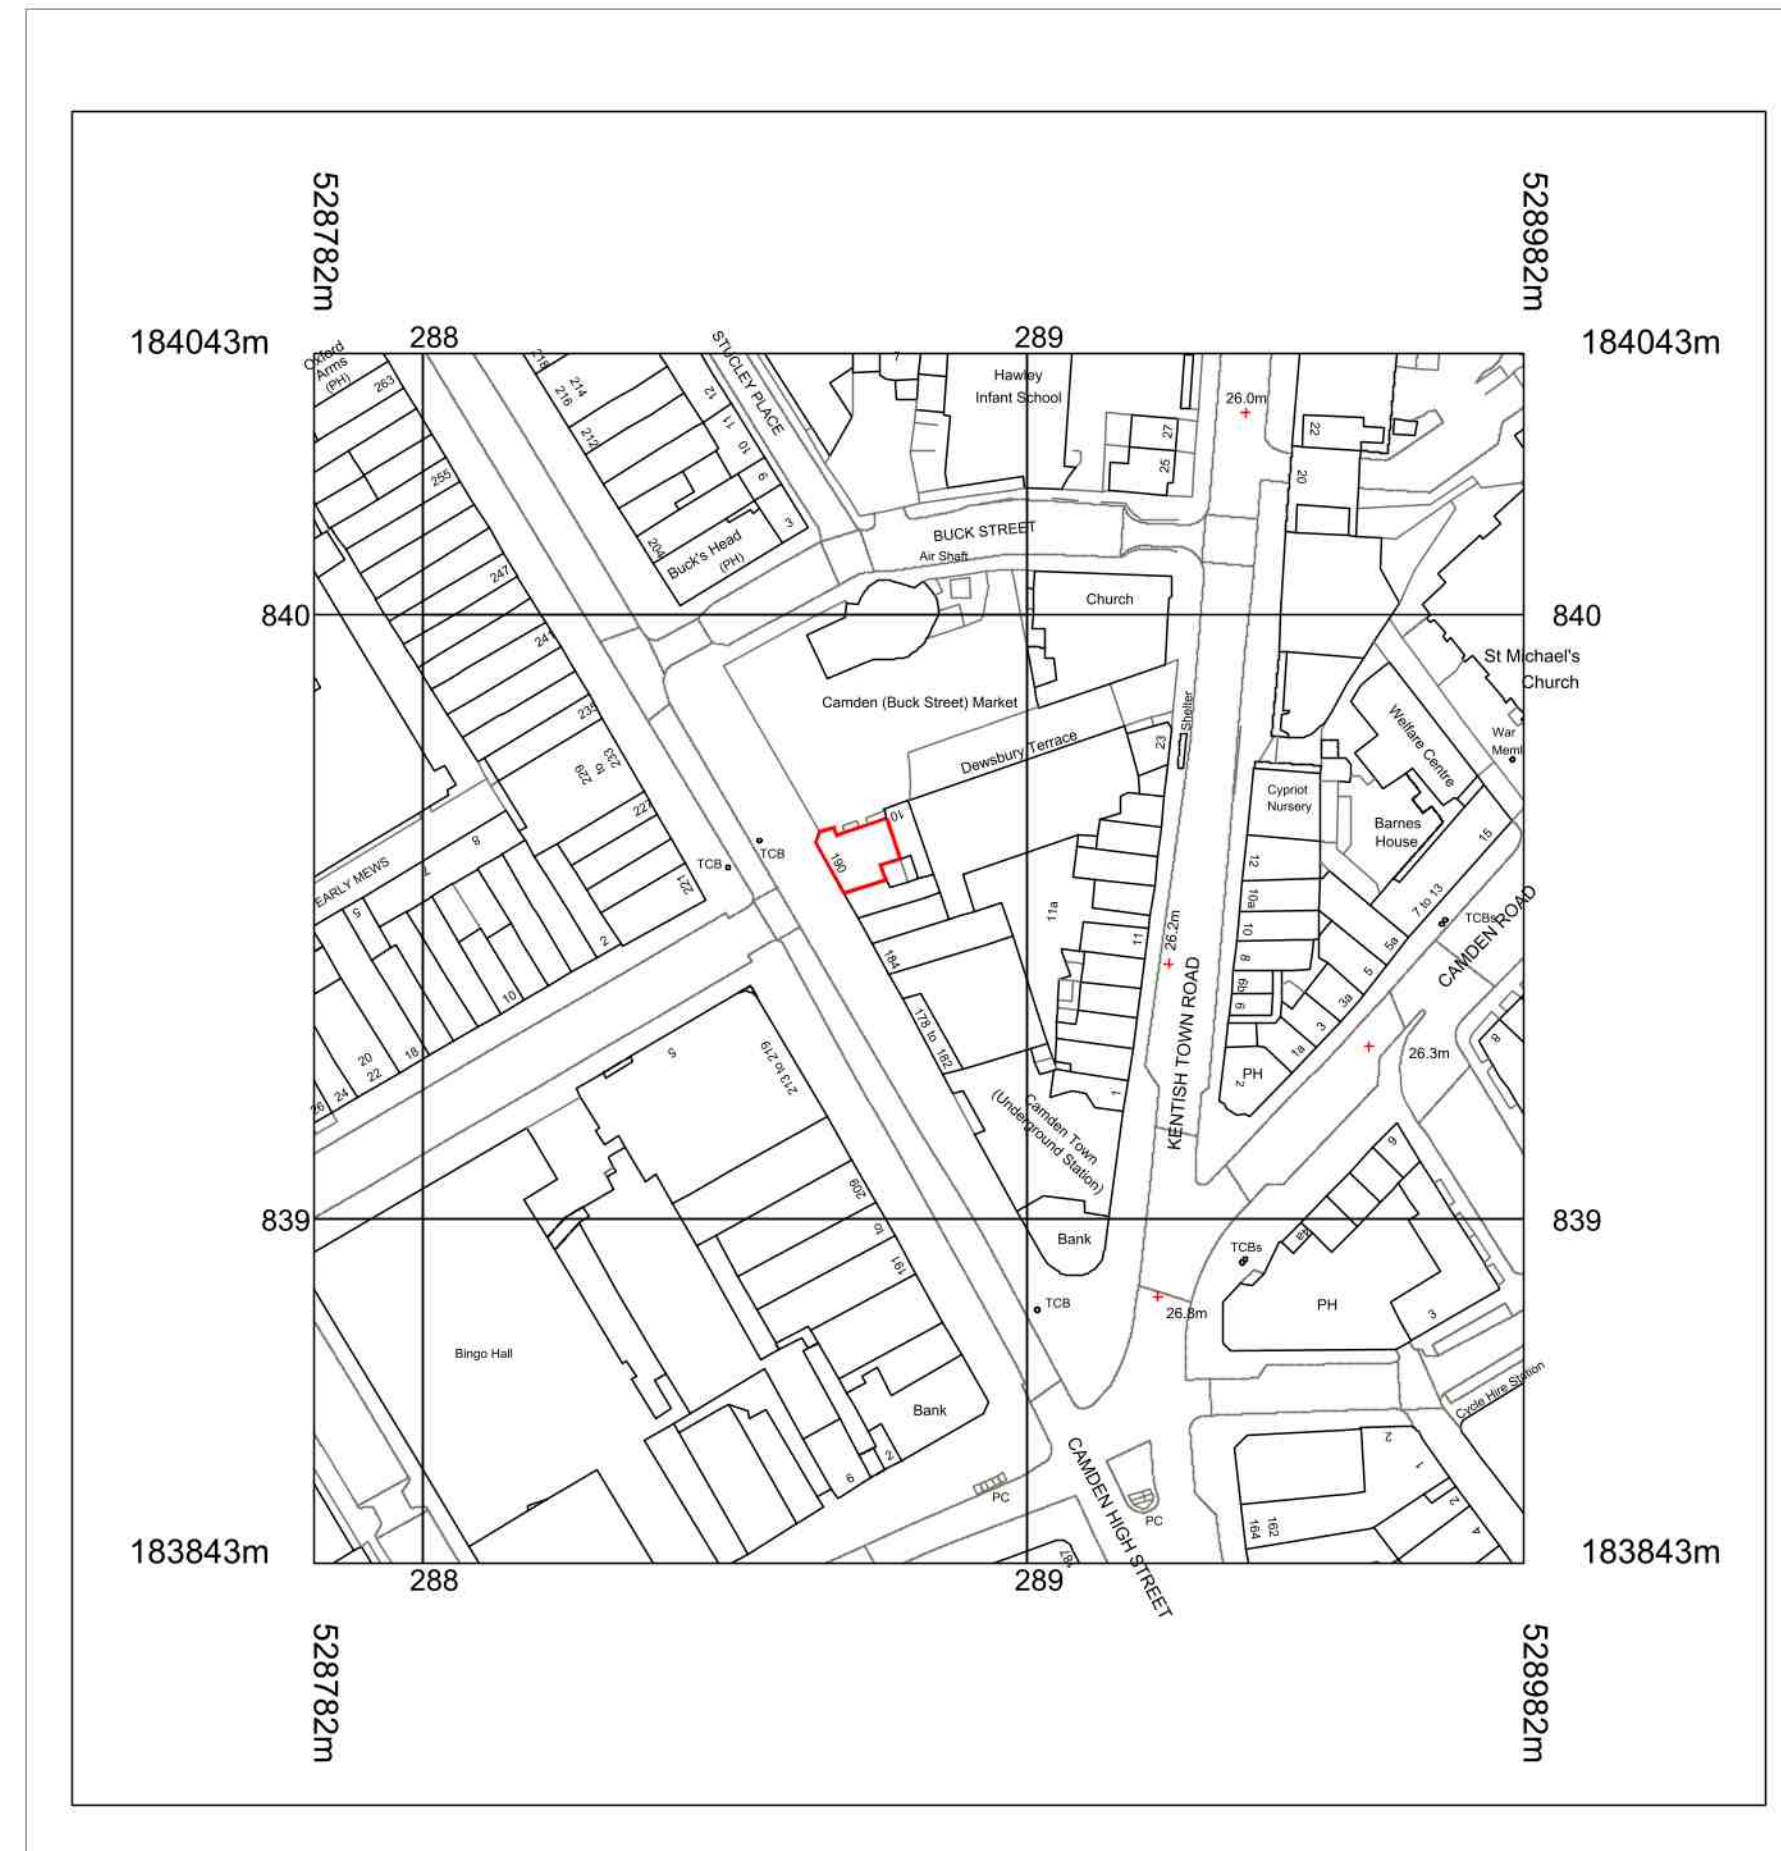 528782m
528982m
184043m
288
289
184043m
Oxford
Arms
(PH)
263
218
214
216
212
STUCLEY PLACE
12
11
10
9
3
7
Hawley
Infant School
27
25
26.0m
22
20
255
204
Buck's Head
(PH)
BUCK STREET
Air Shaft
247
840
Church
840
241
235
St Michael's
Church
Camden (Buck Street) Market
Shelter
Welfare Centre
War
Meml
233
to
229
Dewsbury Terrace
23
227
Cypriot
Nursery
10
Barnes
House
15
8
TCB
TCB
190
7
EARLY MEWS
221
12
5
10a
7 to 13
TCBs
11a
2
11
26.2m
10
5a
CAMDEN ROAD
184
8
5
10
6b
6
3a
178 to 182
KENTISH TOWN ROAD
3
18
20
22
24
26
5
213 to 219
1a
26.3m
8
PH
2
1
Camden Town
(Underground Station)
9
209
to
191
839
839
Bank
4a
TCBs
TCB
26.8m
PH
3
Bingo Hall
Cycle Hire Station
Bank
2
6
2
1
2
4
CAMDEN HIGH STREET
PC
PC
164
162
187
183843m
288
289
183843m
528782m
528982m